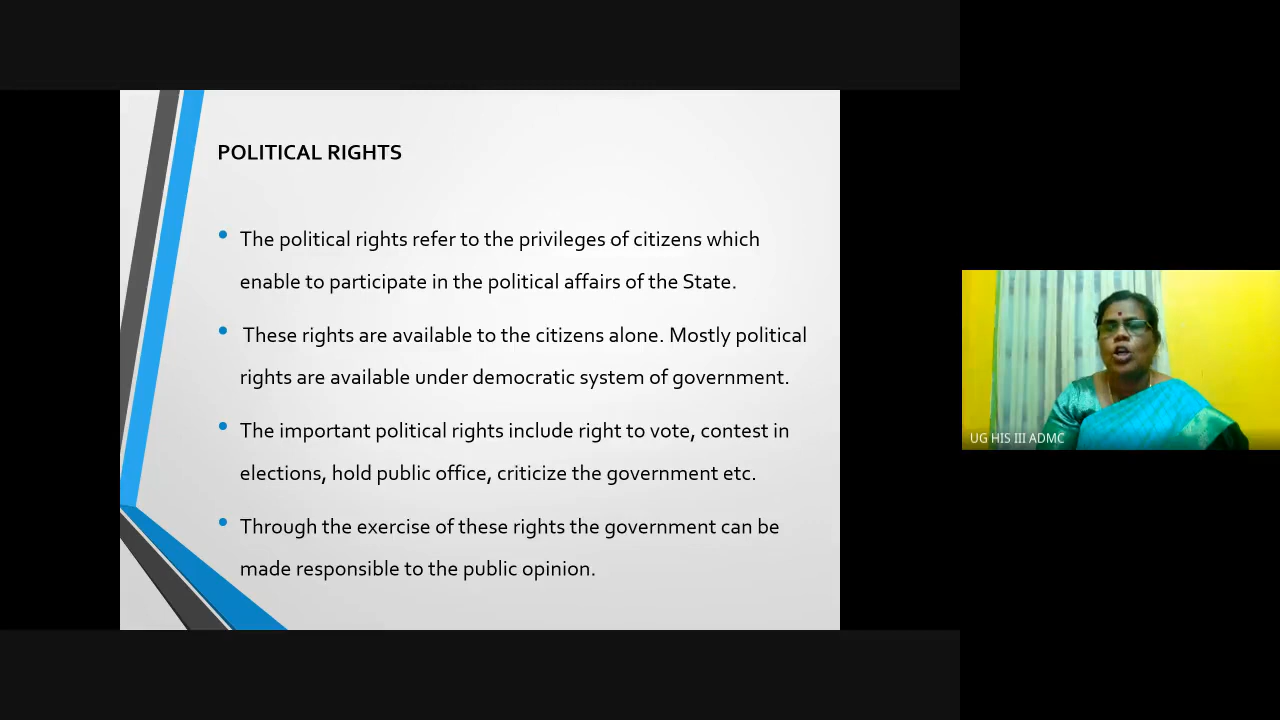 POLITICAL RIGHTS
The political rights refer to the privileges of citizens which
enable to participate in the political affairs of the State.
These rights are available to the citizens alone. Mostly political
rights are available under democratic system of government.
The important political rights include right to vote, contest in
elections, hold public office, criticize the government etc.
Through the exercise of these rights the government can be
made responsible to the public opinion.
UG HIS III ADMC